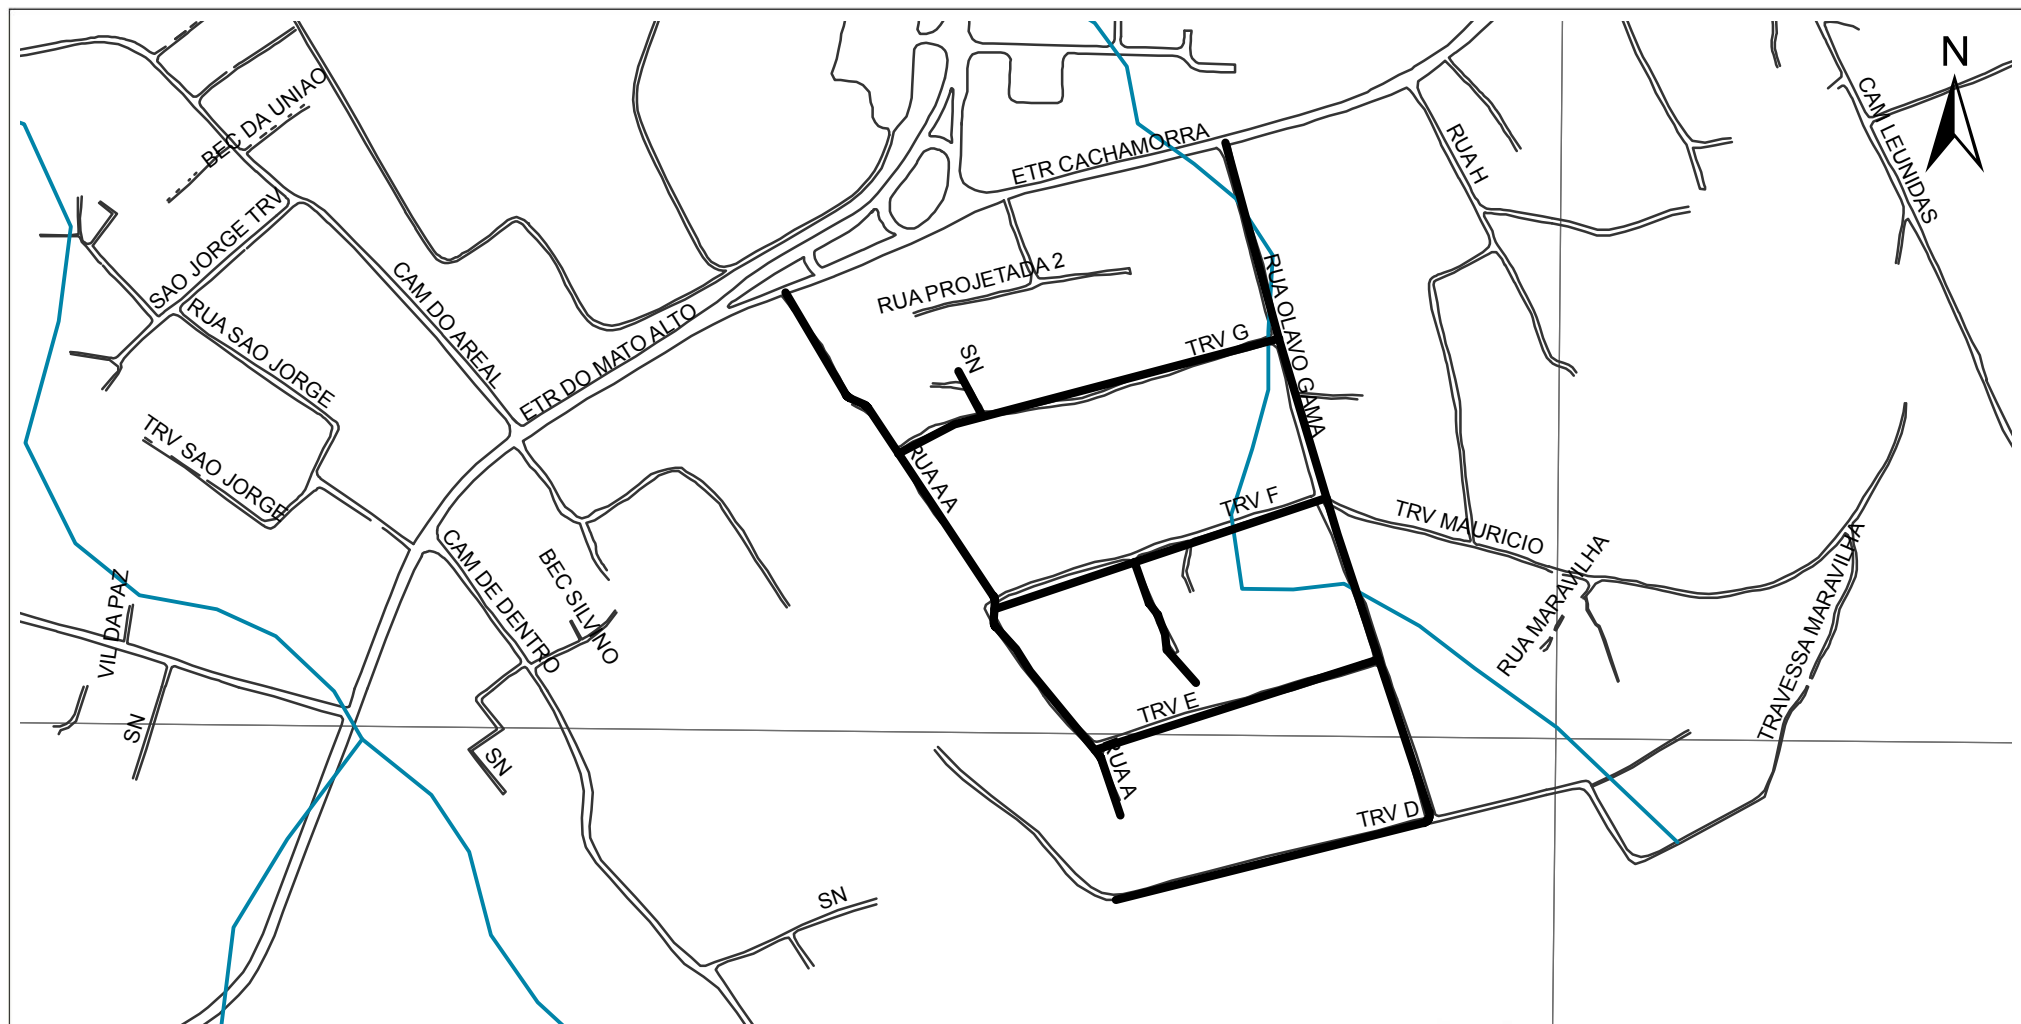 N
BEC DA UNIAO
CAM LEUNIDAS
ETR CACHAMORRA
RUA H
SAO JORGE TRV
CAM DO AREAL
RUA PROJETADA 2
RUA OLAVO GAMA
RUA SAO JORGE
ETR DO MATO ALTO
TRV G
SN
TRV SAO JORGE
RUA AA
TRV F
TRV MAURICIO
CAM DE DENTRO
BEC SILVINO
RUA MARAVILHA
TRAVESSA MARAVILHA
VIL DA PAZ
TRV E
SN
SN
RUA A
TRV D
SN